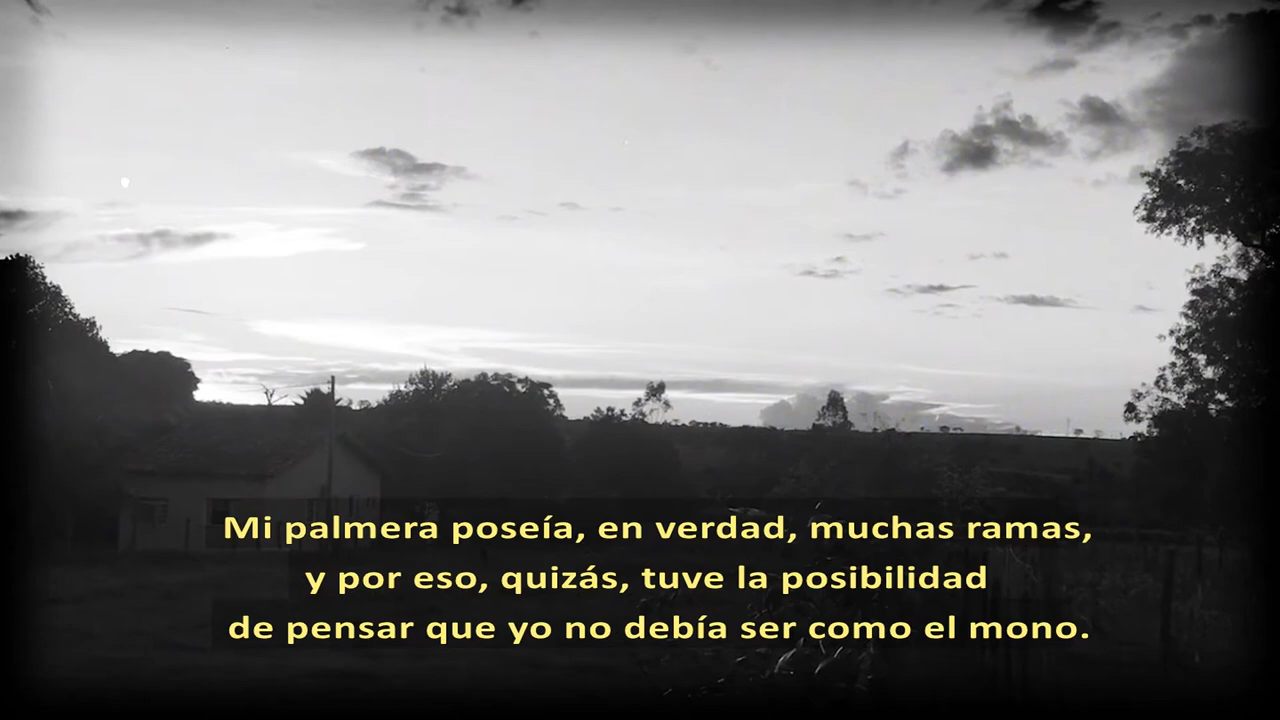 Mi palmera poseía, en verdad, muchas ramas,
y por eso, quizás, tuve la posibilidad
de pensar que yo no debía ser como el mono.